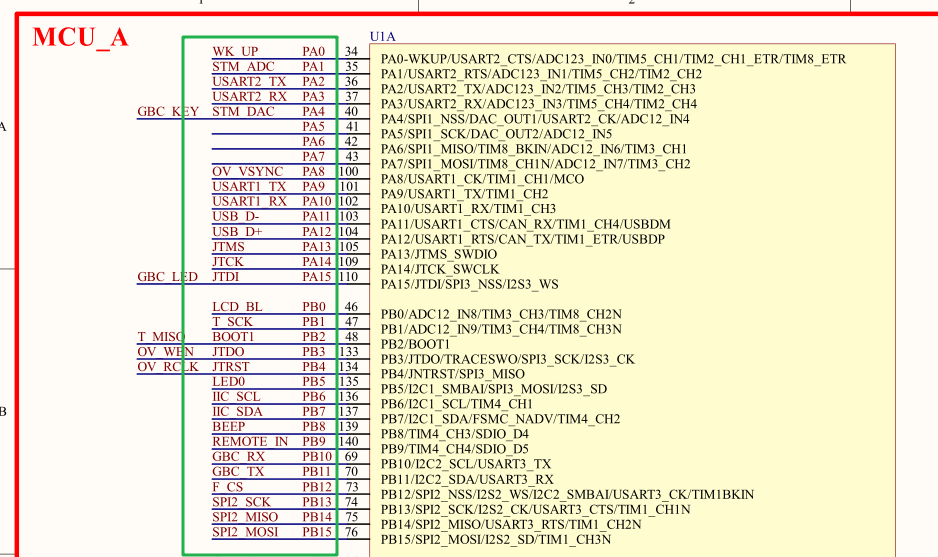 1 2
MCU_A
U1A
WK_UP PA0 34 PA0-WKUP/USART2_CTS/ADC123_IN0/TIM5_CH1/TIM2_CH1_ETR/TIM8_ETR
STM_ADC PA1 35 PA1/USART2_RTS/ADC123_IN1/TIM5_CH2/TIM2_CH2
USART2_TX PA2 36 PA2/USART2_TX/ADC123_IN2/TIM5_CH3/TIM2_CH3
USART2_RX PA3 37 PA3/USART2_RX/ADC123_IN3/TIM5_CH4/TIM2_CH4
GBC_KEY STM_DAC PA4 40 PA4/SPI1_NSS/DAC_OUT1/USART2_CK/ADC12_IN4
A PA5 41 PA5/SPI1_SCK/DAC_OUT2/ADC12_IN5
PA6 42 PA6/SPI1_MISO/TIM8_BKIN/ADC12_IN6/TIM3_CH1
PA7 43 PA7/SPI1_MOSI/TIM8_CH1N/ADC12_IN7/TIM3_CH2
OV_VSYNC PA8 100 PA8/USART1_CK/TIM1_CH1/MCO
USART1_TX PA9 101 PA9/USART1_TX/TIM1_CH2
USART1_RX PA10 102 PA10/USART1_RX/TIM1_CH3
USB_D- PA11 103 PA11/USART1_CTS/CAN_RX/TIM1_CH4/USBDM
USB_D+ PA12 104 PA12/USART1_RTS/CAN_TX/TIM1_ETR/USBDP
JTMS PA13 105 PA13/JTMS_SWDIO
JTCK PA14 109 PA14/JTCK_SWCLK
GBC_LED JTDI PA15 110 PA15/JTDI/SPI3_NSS/I2S3_WS
LCD_BL PB0 46 PB0/ADC12_IN8/TIM3_CH3/TIM8_CH2N
T_SCK PB1 47 PB1/ADC12_IN9/TIM3_CH4/TIM8_CH3N
T_MISO BOOT1 PB2 48 PB2/BOOT1
OV_WEN JTDO PB3 133 PB3/JTDO/TRACESWO/SPI3_SCK/I2S3_CK
OV_RCLK JTRST PB4 134 PB4/JNTRST/SPI3_MISO
LED0 PB5 135 PB5/I2C1_SMBAI/SPI3_MOSI/I2S3_SD
IIC_SCL PB6 136 PB6/I2C1_SCL/TIM4_CH1
B IIC_SDA PB7 137 PB7/I2C1_SDA/FSMC_NADV/TIM4_CH2
BEEP PB8 139 PB8/TIM4_CH3/SDIO_D4
REMOTE_IN PB9 140 PB9/TIM4_CH4/SDIO_D5
GBC_RX PB10 69 PB10/I2C2_SCL/USART3_TX
GBC_TX PB11 70 PB11/I2C2_SDA/USART3_RX
F_CS PB12 73 PB12/SPI2_NSS/I2S2_WS/I2C2_SMBAI/USART3_CK/TIM1BKIN
SPI2_SCK PB13 74 PB13/SPI2_SCK/I2S2_CK/USART3_CTS/TIM1_CH1N
SPI2_MISO PB14 75 PB14/SPI2_MISO/USART3_RTS/TIM1_CH2N
SPI2_MOSI PB15 76 PB15/SPI2_MOSI/I2S2_SD/TIM1_CH3N